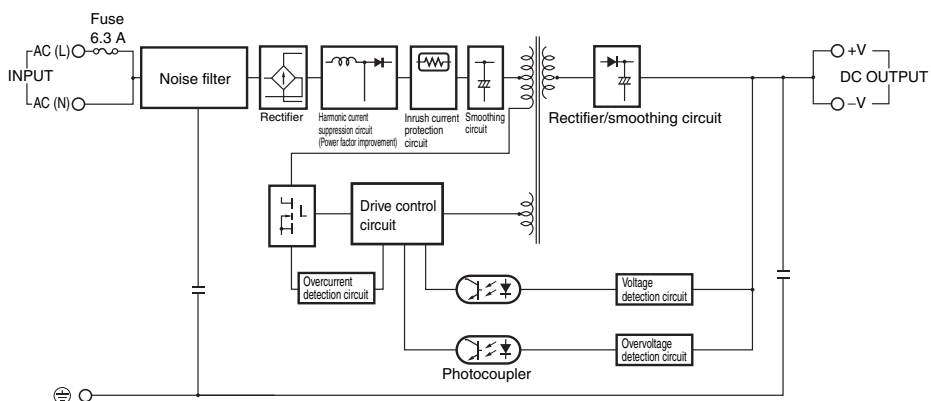 Fuse
6.3 A
AC (L)
INPUT
AC (N)
Noise filter
Rectifier
Harmonic current
suppression circuit
(Power factor improvement)
Inrush current
protection
circuit
Smoothing
circuit
Rectifier/smoothing circuit
+V
DC OUTPUT
–V
Drive control
circuit
Overcurrent
detection circuit
Voltage
detection circuit
Overvoltage
detection circuit
Photocoupler